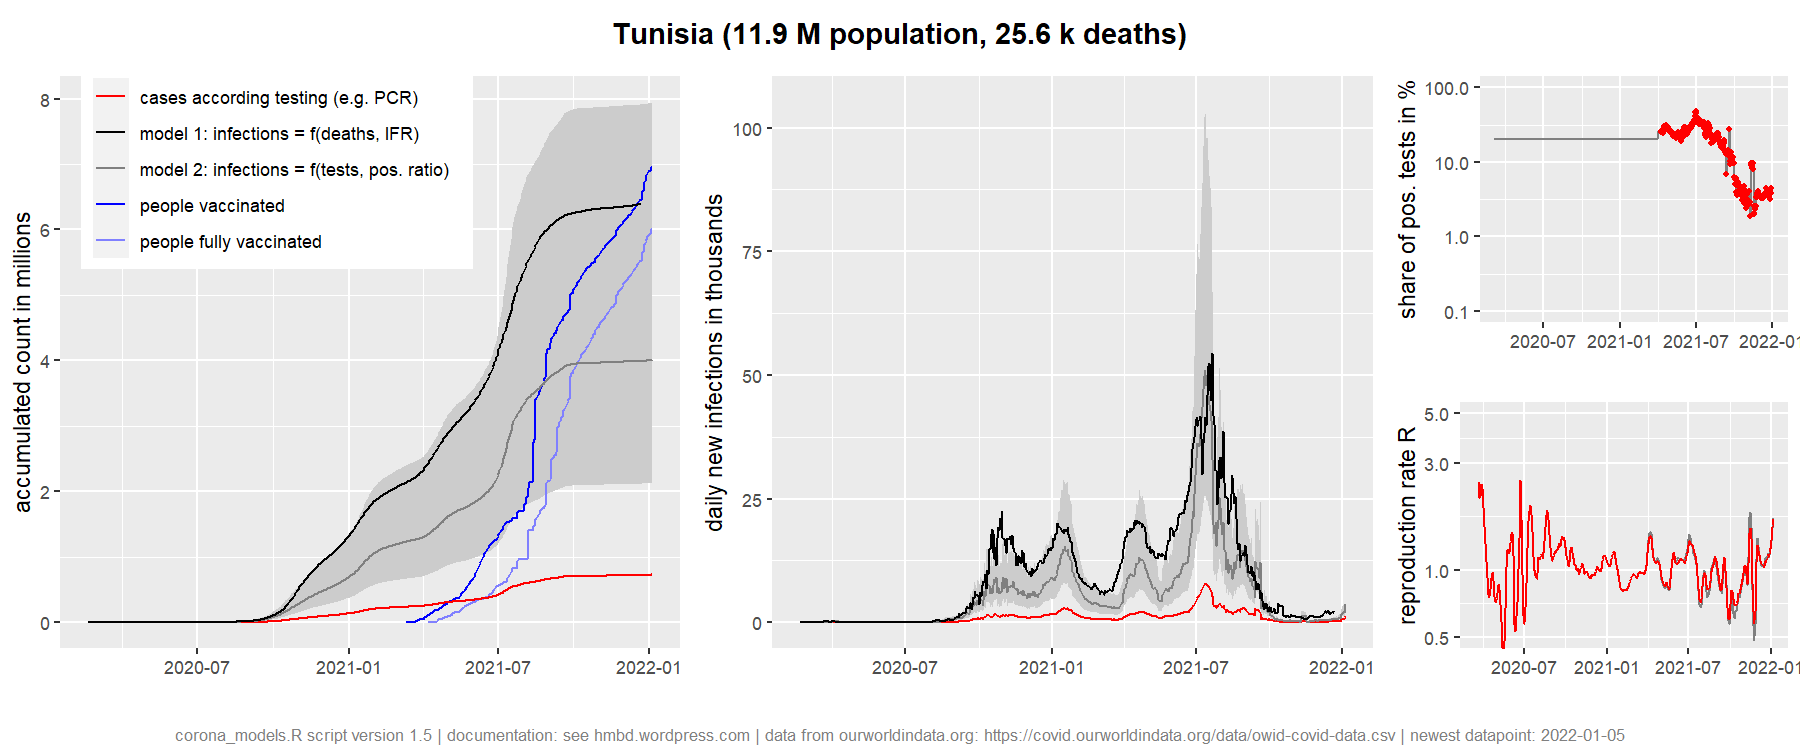 Tunisia (11.9 M population, 25.6 k deaths)
accumulated count in millions
8
6
4
2
0
cases according testing (e.g. PCR)
model 1: infections = f(deaths, IFR)
model 2: infections = f(tests, pos. ratio)
people vaccinated
people fully vaccinated
2020-07 2021-01 2021-07 2022-01
daily new infections in thousands
100
75
50
25
0
2020-07 2021-01 2021-07 2022-01
share of pos. tests in %
100.0
10.0
1.0
0.1
2020-07 2021-01 2021-07 2022-01
reproduction rate R
5.0
3.0
1.0
0.5
2020-07 2021-01 2021-07 2022-01
corona_models.R script version 1.5 | documentation: see hmbd.wordpress.com | data from ourworldindata.org: https://covid.ourworldindata.org/data/owid-covid-data.csv | newest datapoint: 2022-01-05